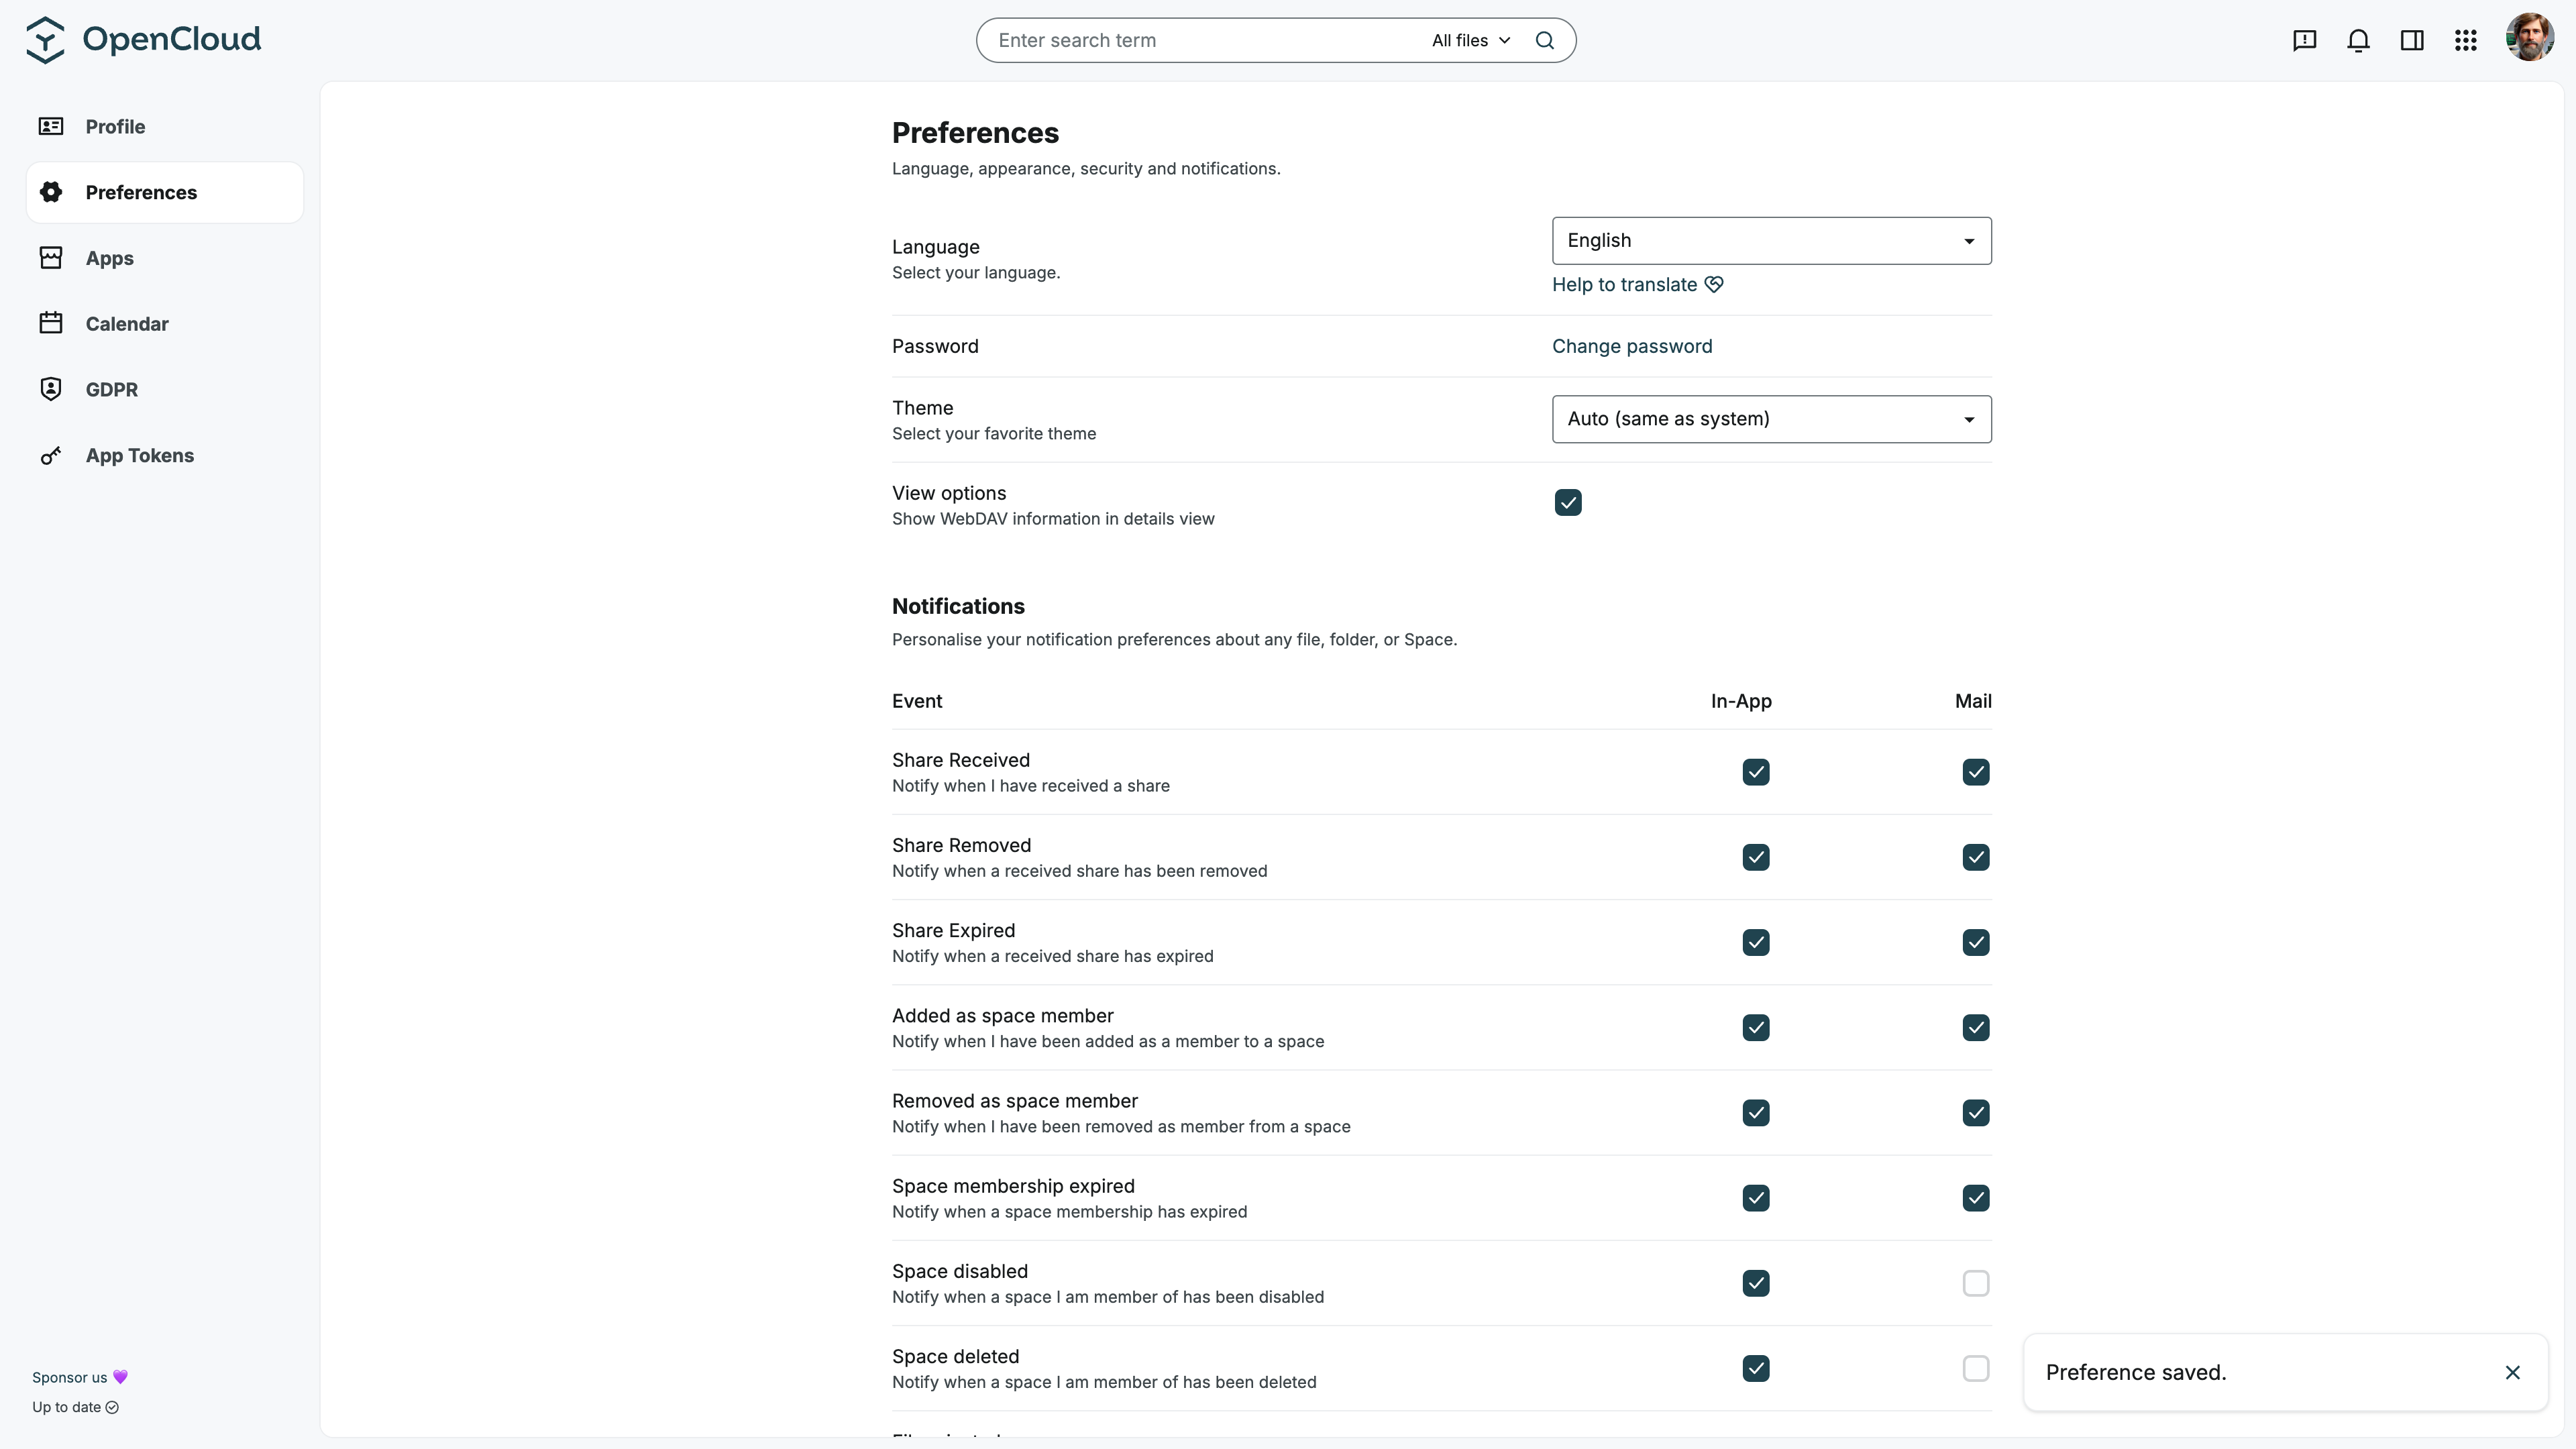 OpenCloud
Enter search term
All files
Profile
Preferences
Apps
Calendar
GDPR
App Tokens
Sponsor us
Up to date
Preferences
Language, appearance, security and notifications.
Language
Select your language.
English
Help to translate
Password
Change password
Theme
Select your favorite theme
Auto (same as system)
View options
Show WebDAV information in details view
Notifications
Personalise your notification preferences about any file, folder, or Space.
Event In-App Mail
Share Received
Notify when I have received a share
Share Removed
Notify when a received share has been removed
Share Expired
Notify when a received share has expired
Added as space member
Notify when I have been added as a member to a space
Removed as space member
Notify when I have been removed as member from a space
Space membership expired
Notify when a space membership has expired
Space disabled
Notify when a space I am member of has been disabled
Space deleted
Notify when a space I am member of has been deleted
Preference saved.